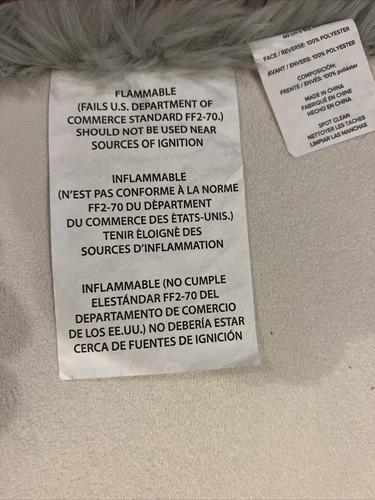 FLAMMABLE
(FAILS U.S. DEPARTMENT OF
COMMERCE STANDARD FF2-70.)
SHOULD NOT BE USED NEAR
SOURCES OF IGNITION
INFLAMMABLE
(N'EST PAS CONFORME À LA NORME
FF2-70 DU DÈPARTMENT
DU COMMERCE DES ÈTATS-UNIS.)
TENIR ÈLOIGNÈ DES
SOURCES D'INFLAMMATION
INFLAMMABLE (NO CUMPLE
ELESTÁNDAR FF2-70 DEL
DEPARTAMENTO DE COMERCIO
DE LOS EE.UU.) NO DEBERÍA ESTAR
CERCA DE FUENTES DE IGNICIÓN
FACE / REVERSE: 100% POLYESTER
AVANT / ENVERS: 100% POLYESTER
COMPOSICIÓN:
FRENTE / ENVÉS: 100% poliéster
MADE IN CHINA
FABRIQUÉ EN CHINE
HECHO EN CHINA
SPOT CLEAN
NETTOYER LES TACHES
LIMPIAR LAS MANCHAS